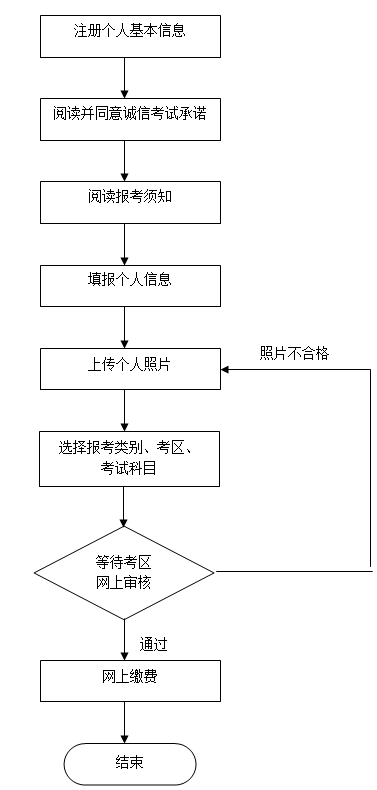 注册个人基本信息
阅读并同意诚信考试承诺
阅读报考须知
填报个人信息
照片不合格
上传个人照片
选择报考类别、考区、
考试科目
等待考区
网上审核
通过
网上缴费
结束